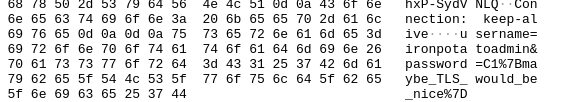 68 78 50 2d 53 79 64 56 4e 4c 51 0d 0a 43 6f 6e hxP-SydV NLQ··Con
6e 65 63 74 69 6f 6e 3a 20 6b 65 65 70 2d 61 6c nection: keep-al
69 76 65 0d 0a 0d 0a 75 73 65 72 6e 61 6d 65 3d ive····u sername=
69 72 6f 6e 70 6f 74 61 74 6f 61 64 6d 69 6e 26 ironpota toadmin&
70 61 73 73 77 6f 72 64 3d 43 31 25 37 42 6d 61 password =C1%7Bma
79 62 65 5f 54 4c 53 5f 77 6f 75 6c 64 5f 62 65 ybe_TLS_ would_be
5f 6e 69 63 65 25 37 44 _nice%7D